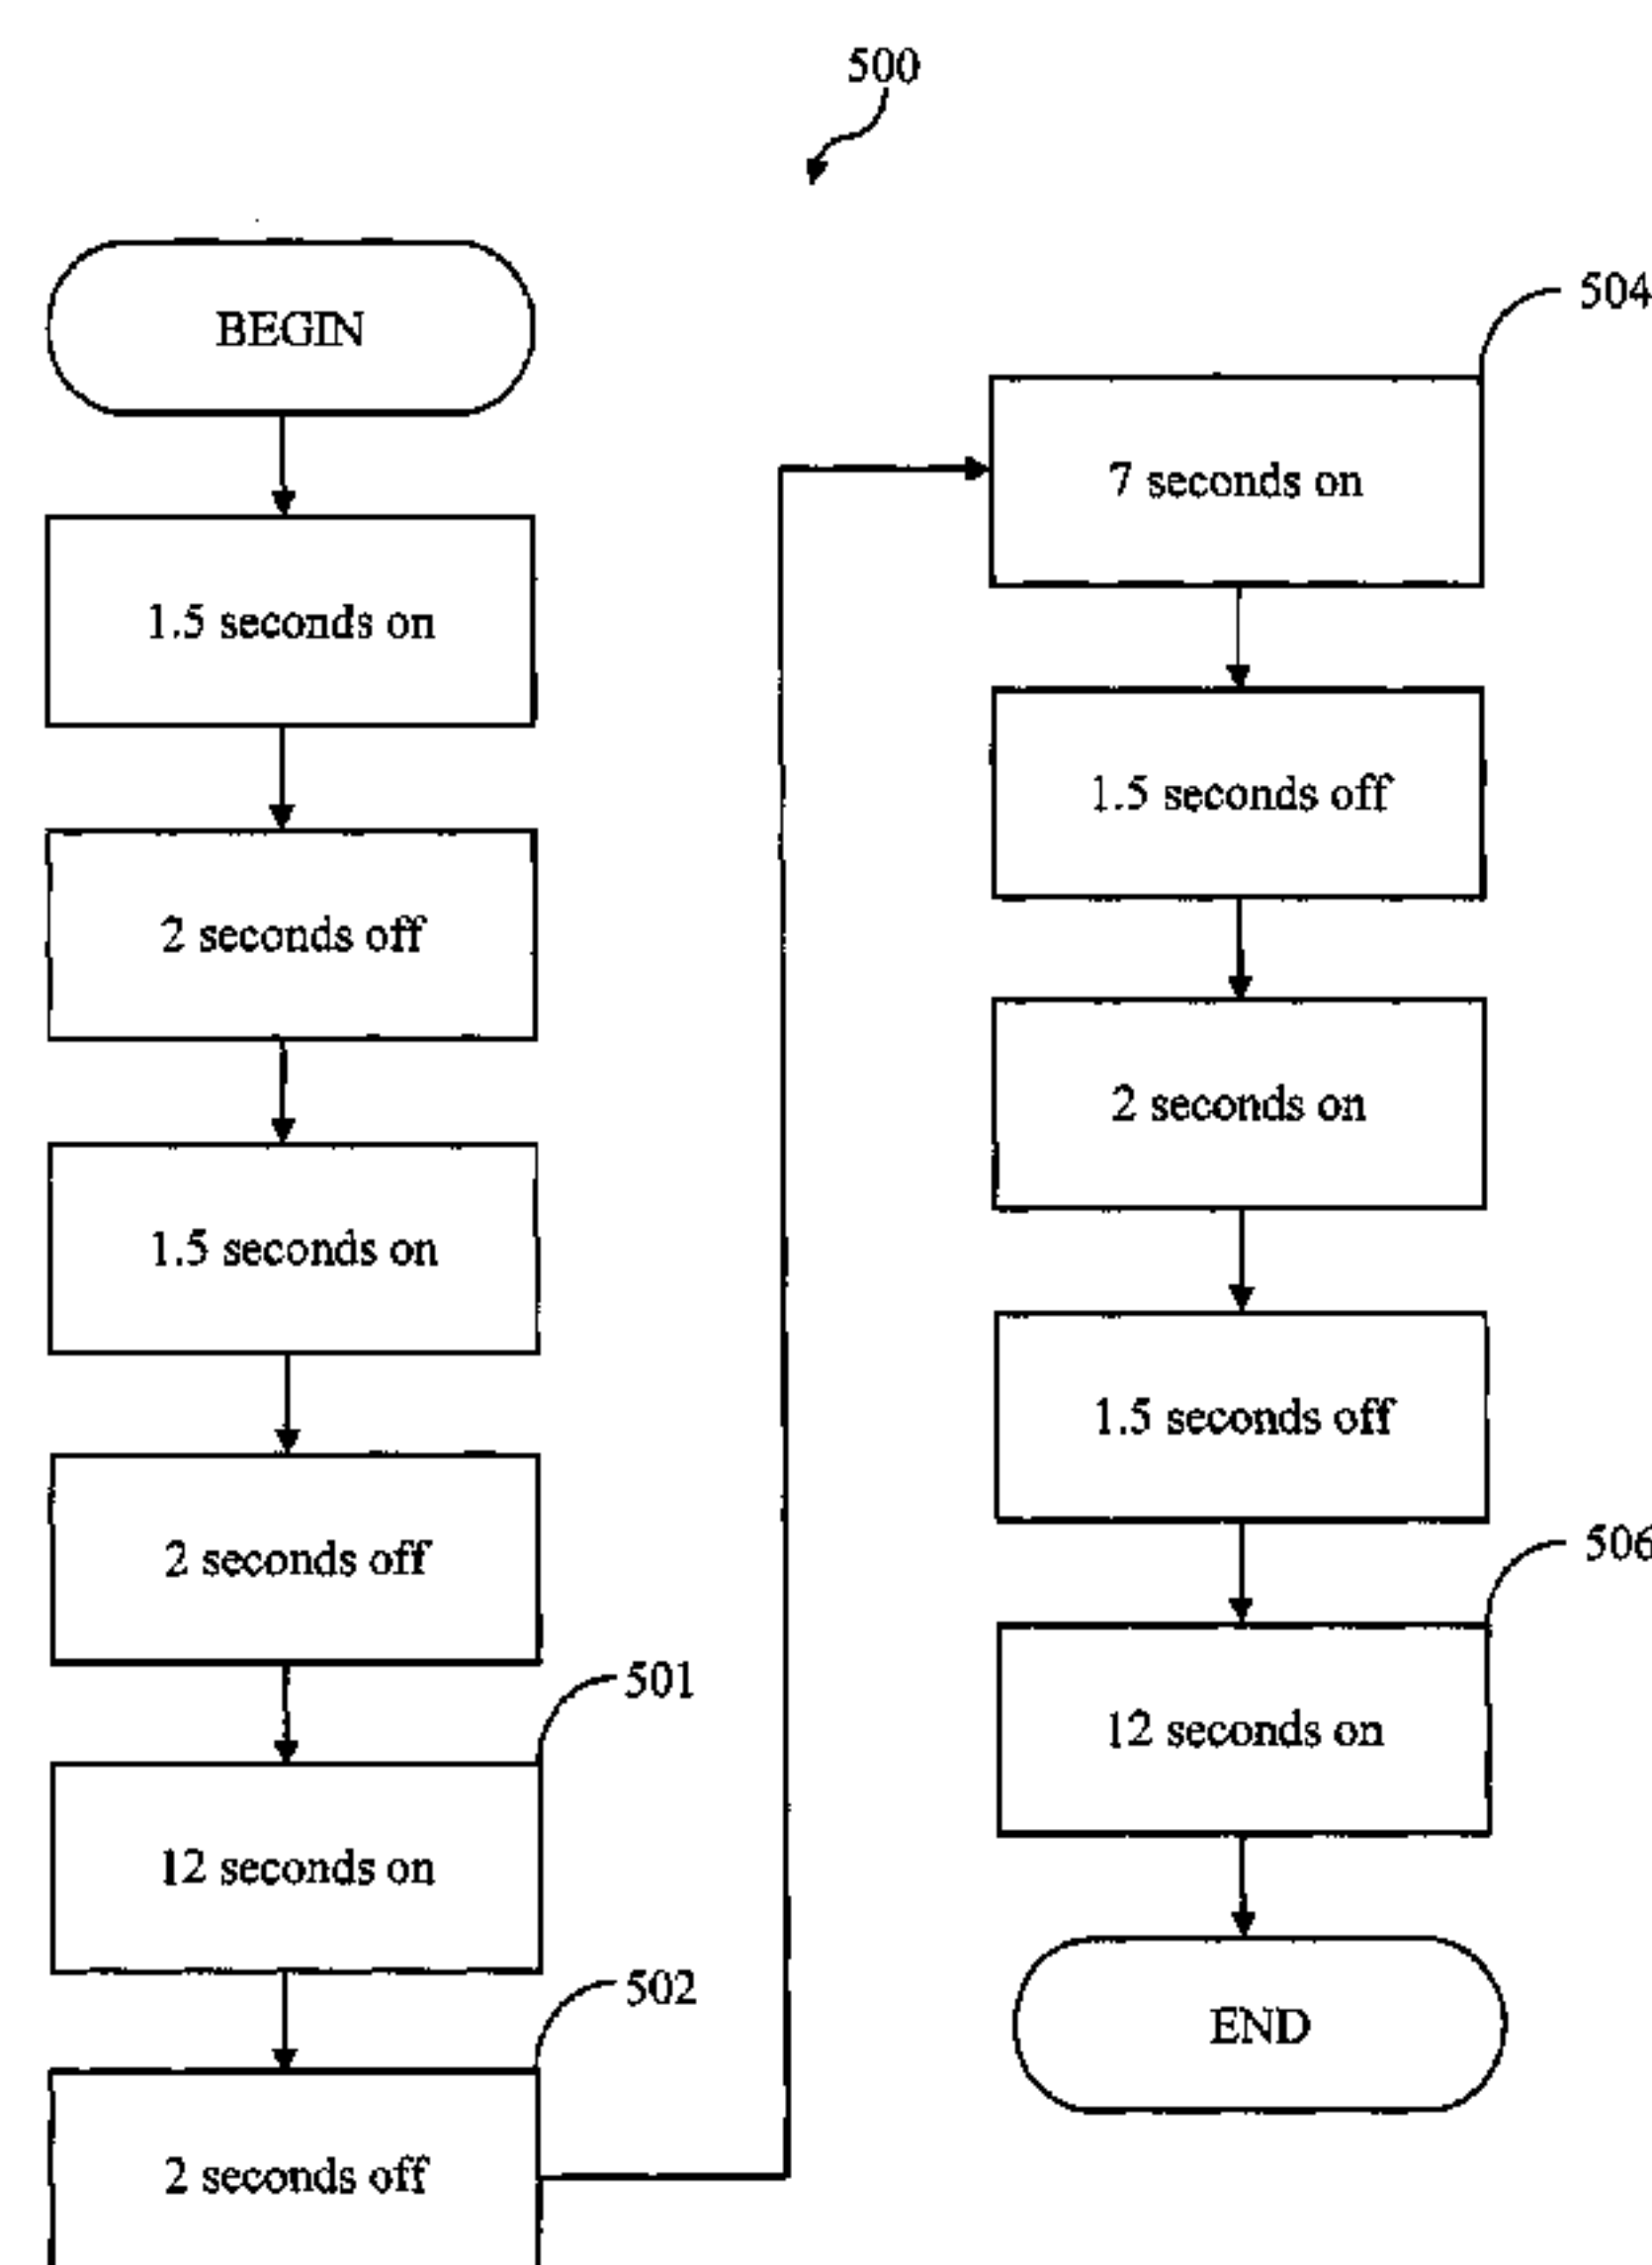 500
BEGIN
1.5 seconds on
2 seconds off
1.5 seconds on
2 seconds off
501
12 seconds on
502
2 seconds off
504
7 seconds on
1.5 seconds off
2 seconds on
1.5 seconds off
506
12 seconds on
END